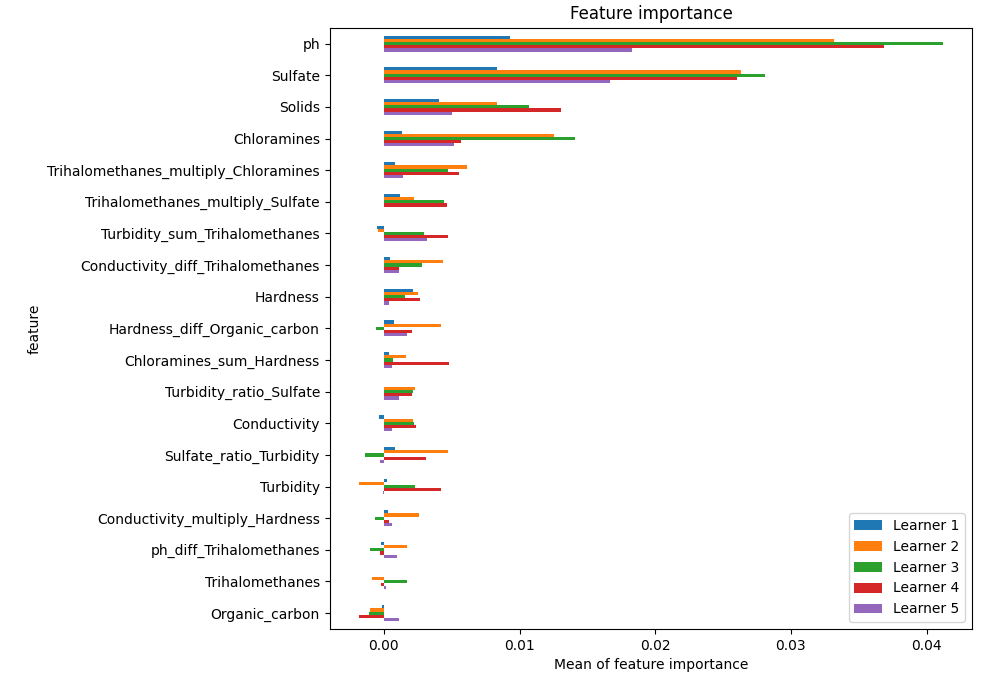 Feature importance
ph
Sulfate
Solids
Chloramines
Trihalomethanes_multiply_Chloramines
Trihalomethanes_multiply_Sulfate
Turbidity_sum_Trihalomethanes
Conductivity_diff_Trihalomethanes
Hardness
Hardness_diff_Organic_carbon
Chloramines_sum_Hardness
Turbidity_ratio_Sulfate
Conductivity
Sulfate_ratio_Turbidity
Turbidity
Conductivity_multiply_Hardness
ph_diff_Trihalomethanes
Trihalomethanes
Organic_carbon
feature
Learner 1
Learner 2
Learner 3
Learner 4
Learner 5
0.00 0.01 0.02 0.03 0.04
Mean of feature importance